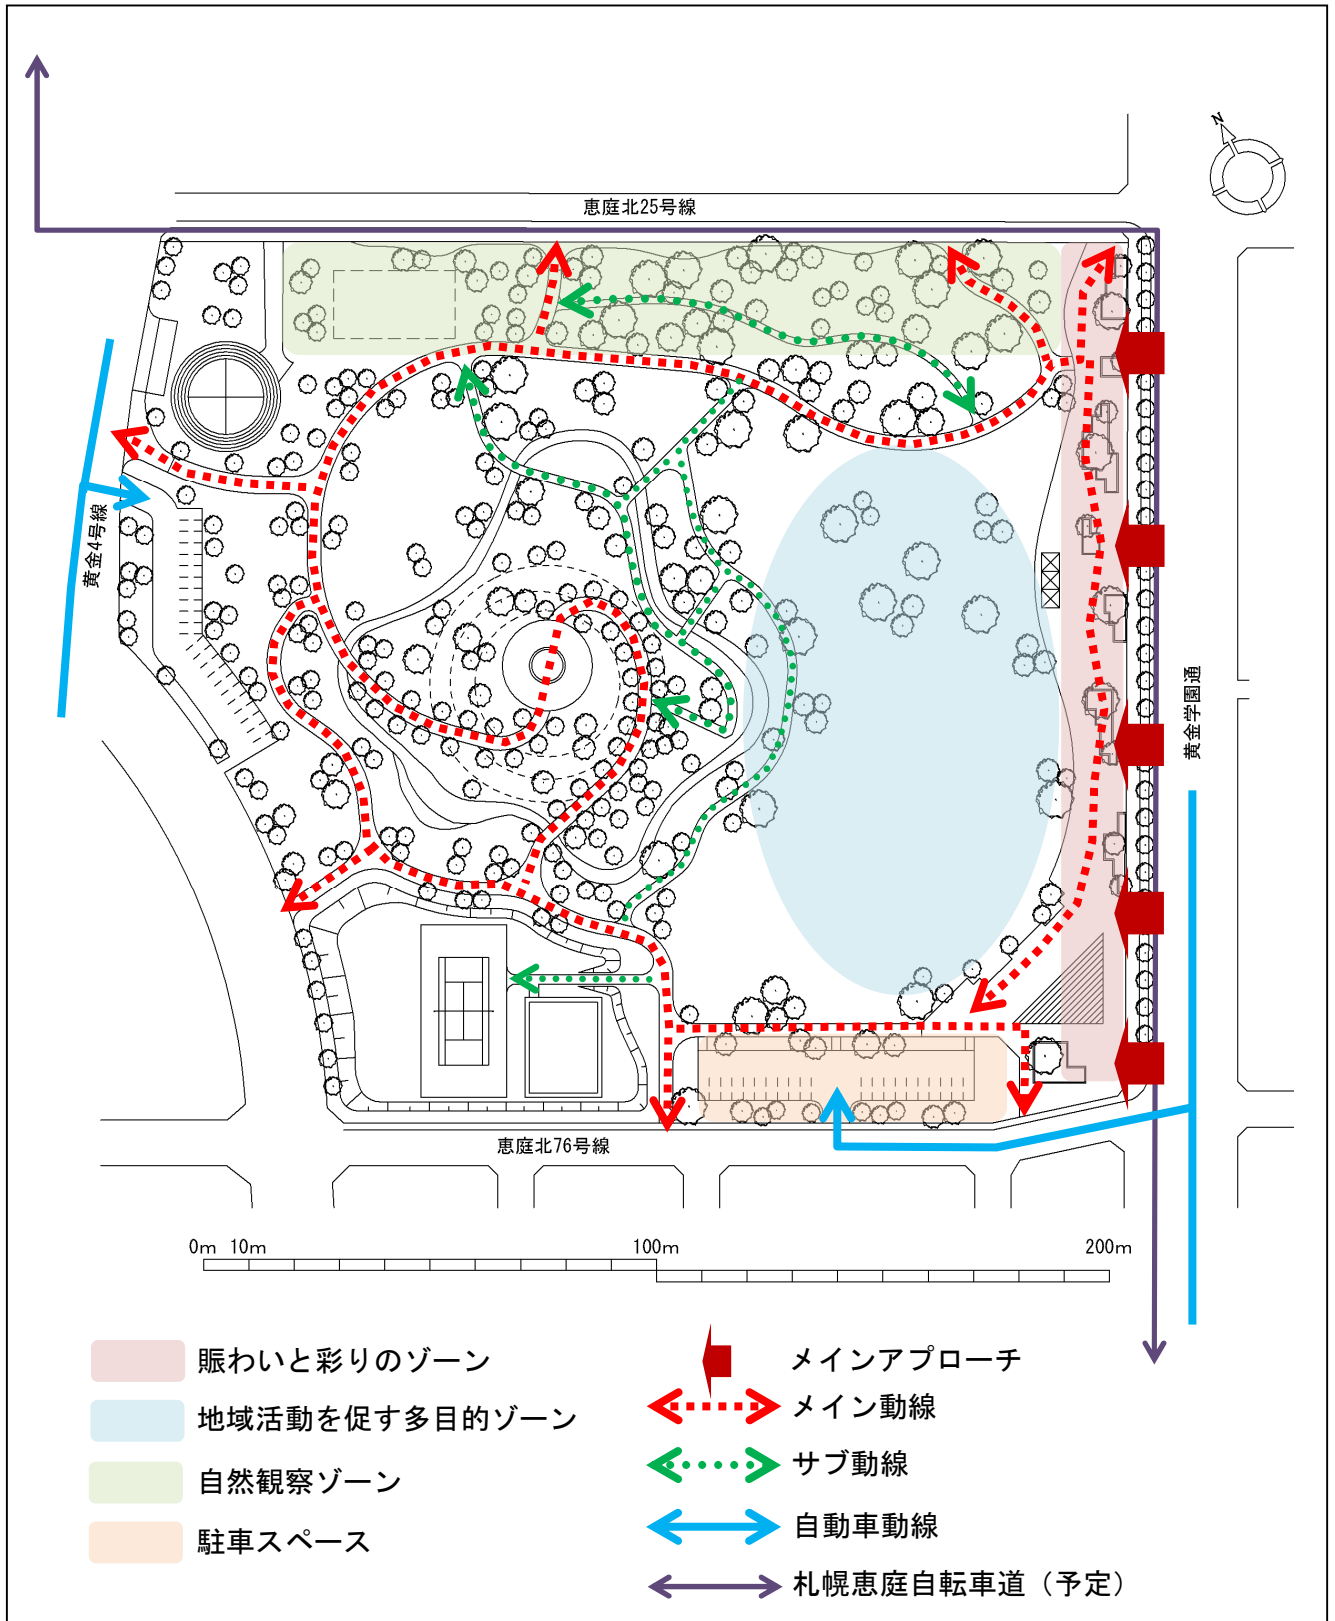 N
恵庭北25号線
黄金4号線
黄金学園通
恵庭北76号線
0m 10m 100m 200m
賑わいと彩りのゾーン
地域活動を促す多目的ゾーン
自然観察ゾーン
駐車スペース
メインアプローチ
メイン動線
サブ動線
自動車動線
札幌恵庭自転車道（予定）